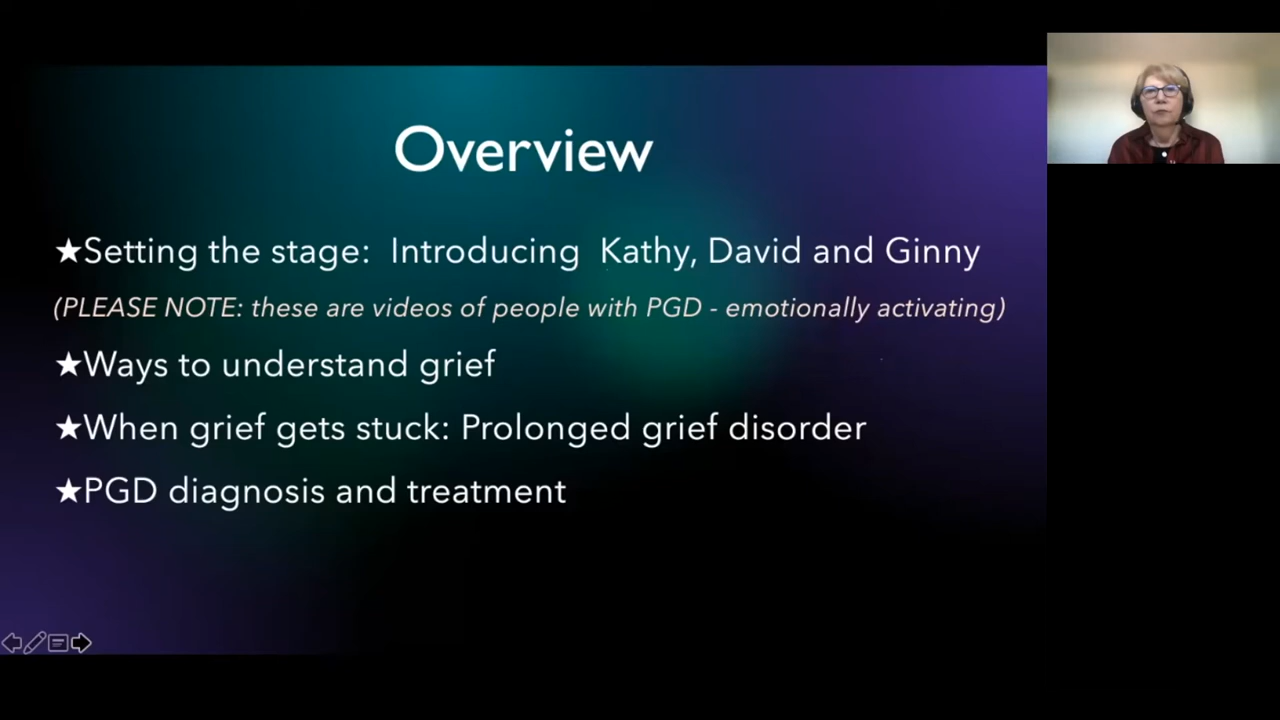 Overview
★Setting the stage: Introducing Kathy, David and Ginny
(PLEASE NOTE: these are videos of people with PGD - emotionally activating)
★Ways to understand grief
★When grief gets stuck: Prolonged grief disorder
★PGD diagnosis and treatment